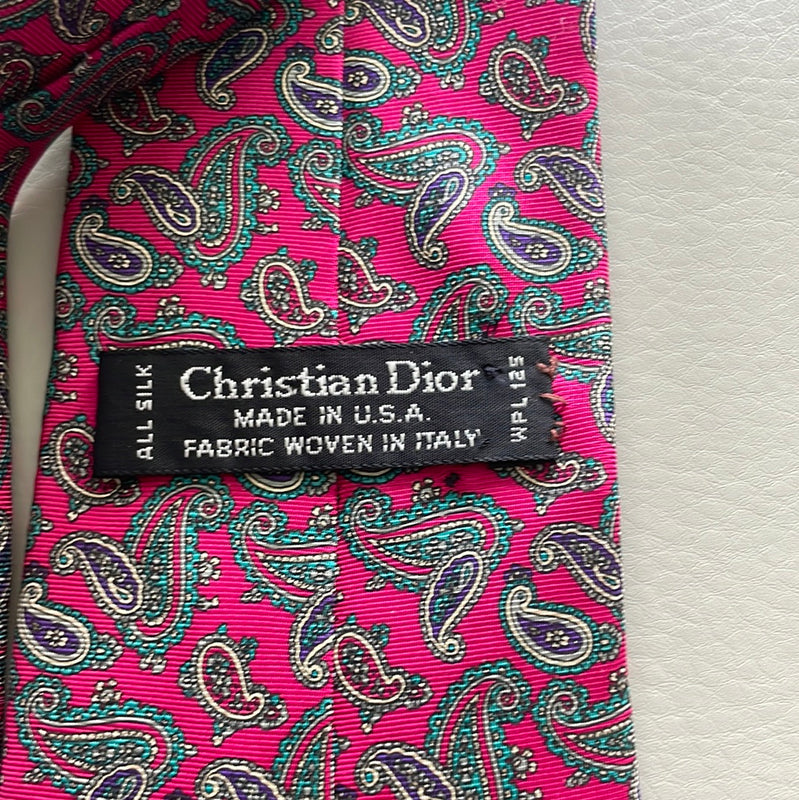 ALL SILK
Christian Dior
MADE IN U.S.A.
FABRIC WOVEN IN ITALY
WPL 125